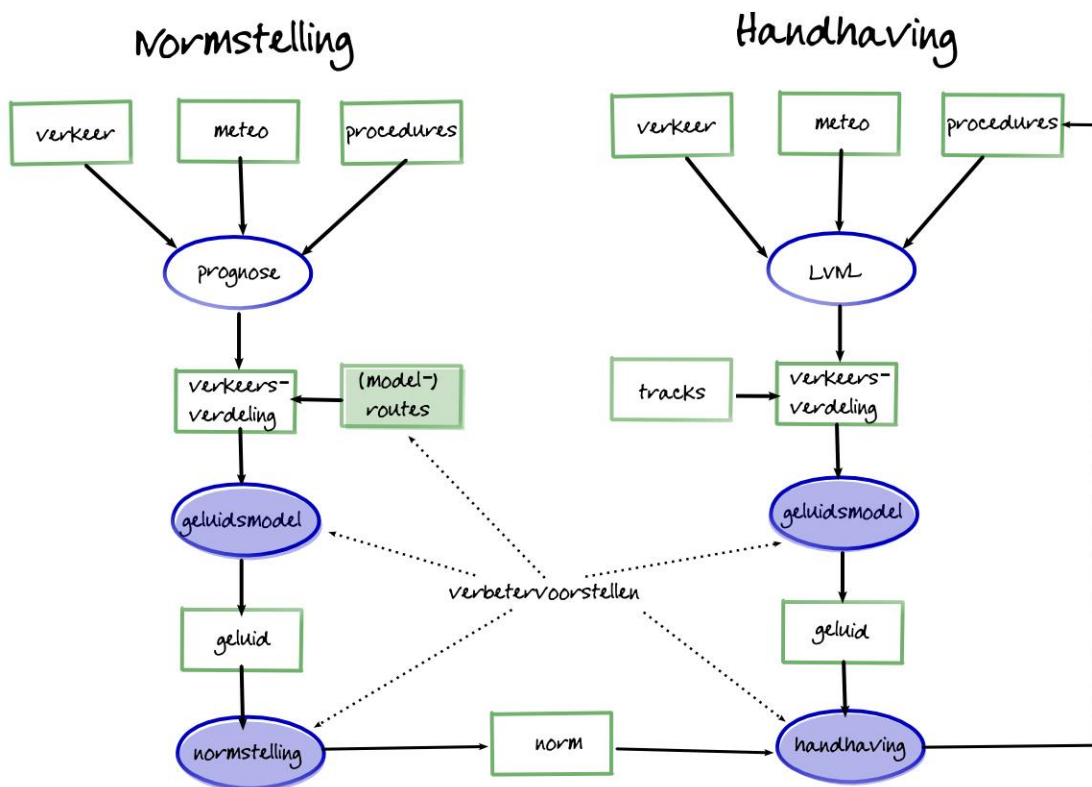 Normstelling
Handhaving
verkeer
meteo
procedures
verkeer
meteo
procedures
prognose
LVNL
verkeers-
verdeling
(model-)
routes
tracks
verkeers-
verdeling
geluidsmodel
geluidsmodel
verbetervoorstellen
geluid
geluid
normstelling
norm
handhaving